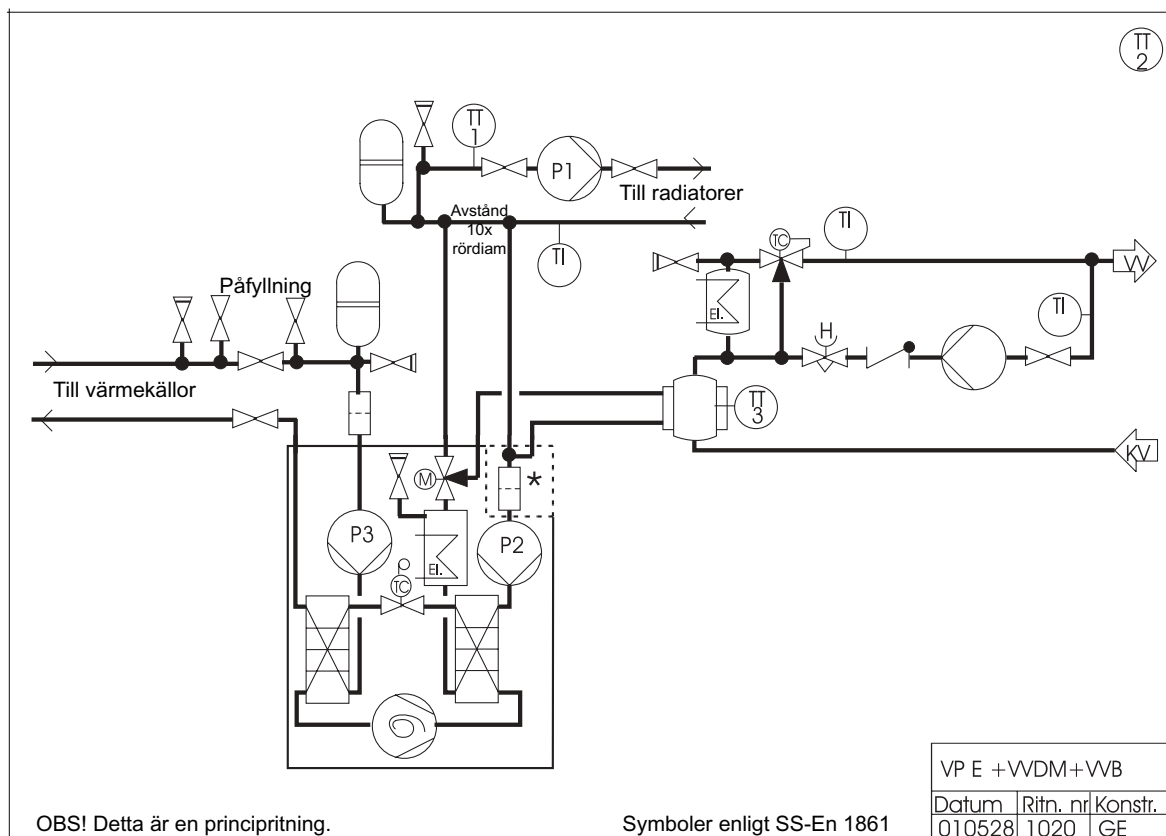 TT
2
TT
1
P1
Till radiatorer
Avstånd
10x
rördiam
TI
TC
TI
VV
Påfyllning
El.
H
TI
Till värmekällor
TT
3
KV
M
*
P3
P2
El.
TC
VP E +VVDM+VVB
Datum Ritn. nr Konstr.
010528 1020 GE
OBS! Detta är en principritning.
Symboler enligt SS-En 1861